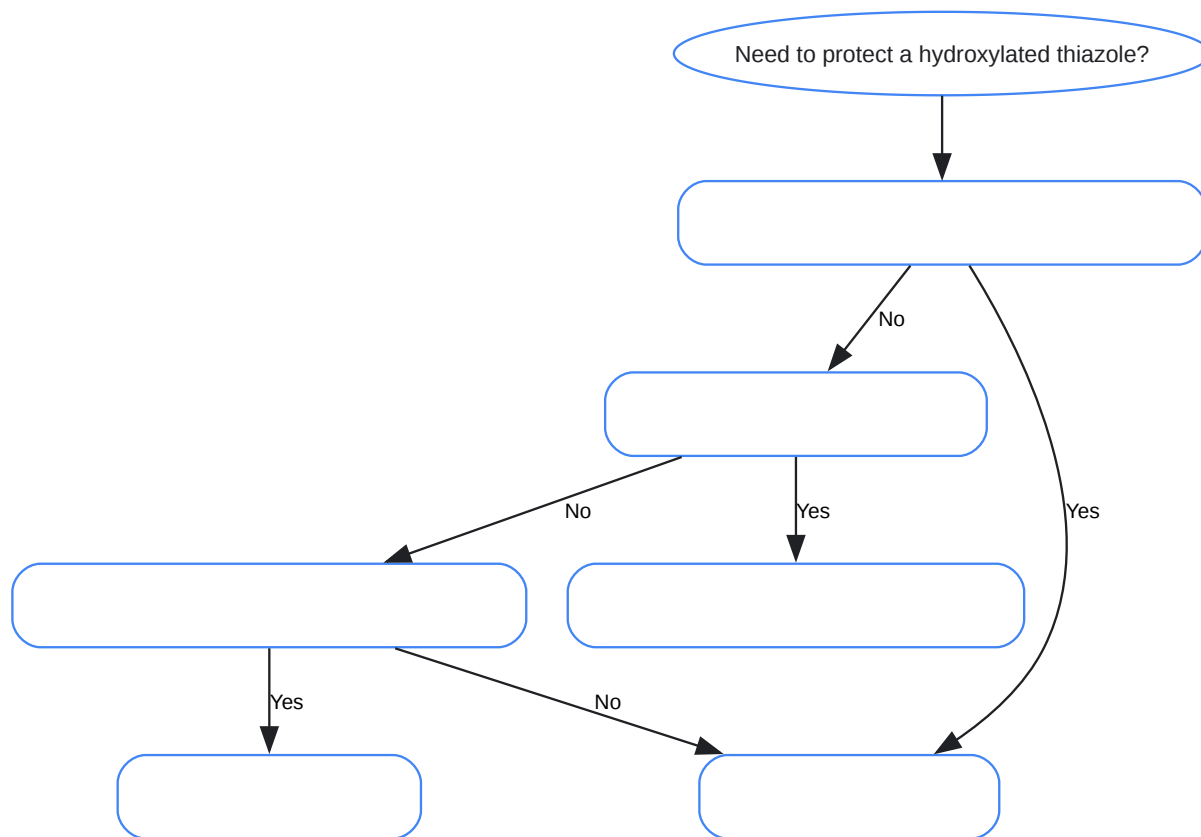 Need to protect a hydroxylated thiazole?
No
No
Yes
Yes
Yes
No